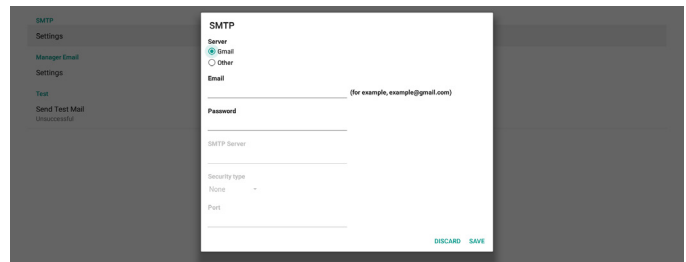 SMTP
Settings
Manager Email
Settings
Test
Send Test Mail
Unsuccessful
SMTP
Server
Gmail
Other
Email
(for example, example@gmail.com)
Password
SMTP Server
Security type
None
Port
DISCARD SAVE